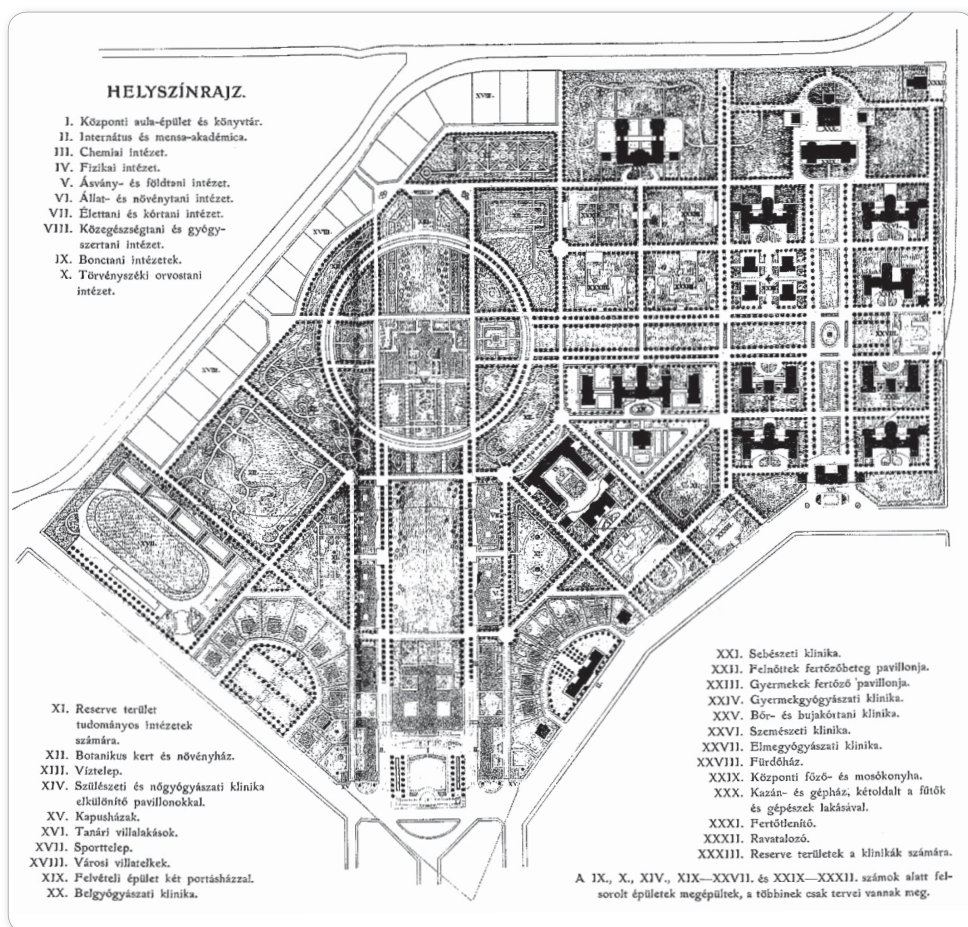 HELYSZÍNRAJZ.
I. Központi aula-épület és könyvtár.
II. Internátus és mensa-akadémica.
III. Chemiai intézet.
IV. Fizikai intézet.
V. Ásvány- és földtani intézet.
VI. Állat- és növénytani intézet.
VII. Élettani és kórtani intézet.
VIII. Közegészségtani és gyógy-
szertani intézet.
IX. Bonctani intézetek.
X. Törvényszéki orvostani
intézet.
XVIII.
XVIII.
XVIII.
XVII.
XXXIII.
XXXIII.
XI. Reserve terület
tudományos intézetek
számára.
XII. Botanikus kert és növényház.
XIII. Víztelep.
XIV. Szülészeti és nőgyógyászati klinika
elkülönítő pavillonokkal.
XV. Kapusházak.
XVI. Tanári villalakások.
XVII. Sporttelep.
XVIII. Városi villatelkek.
XIX. Felvételi épület két portásházzal.
XX. Belgyógyászati klinika.
XXI. Sebészeti klinika.
XXII. Felnőttek fertőzőbeteg pavillonja.
XXIII. Gyermekek fertőző pavillonja.
XXIV. Gyermekgyógyászati klinika.
XXV. Bőr- és bujakórtani klinika.
XXVI. Szemészeti klinika.
XXVII. Elmegyógyászati klinika.
XXVIII. Fürdőház.
XXIX. Központi főző- és mosókonyha.
XXX. Kazán- és gépház, kétoldalt a fűtők
és gépészek lakásával.
XXXI. Fertőtlenítő.
XXXII. Ravatalozó.
XXXIII. Reserve területek a klinikák számára.
A IX., X., XIV., XIX—XXVII. és XXIX—XXXII. számok alatt fel-
sorolt épületek megépültek, a többinek csak tervei vannak meg.